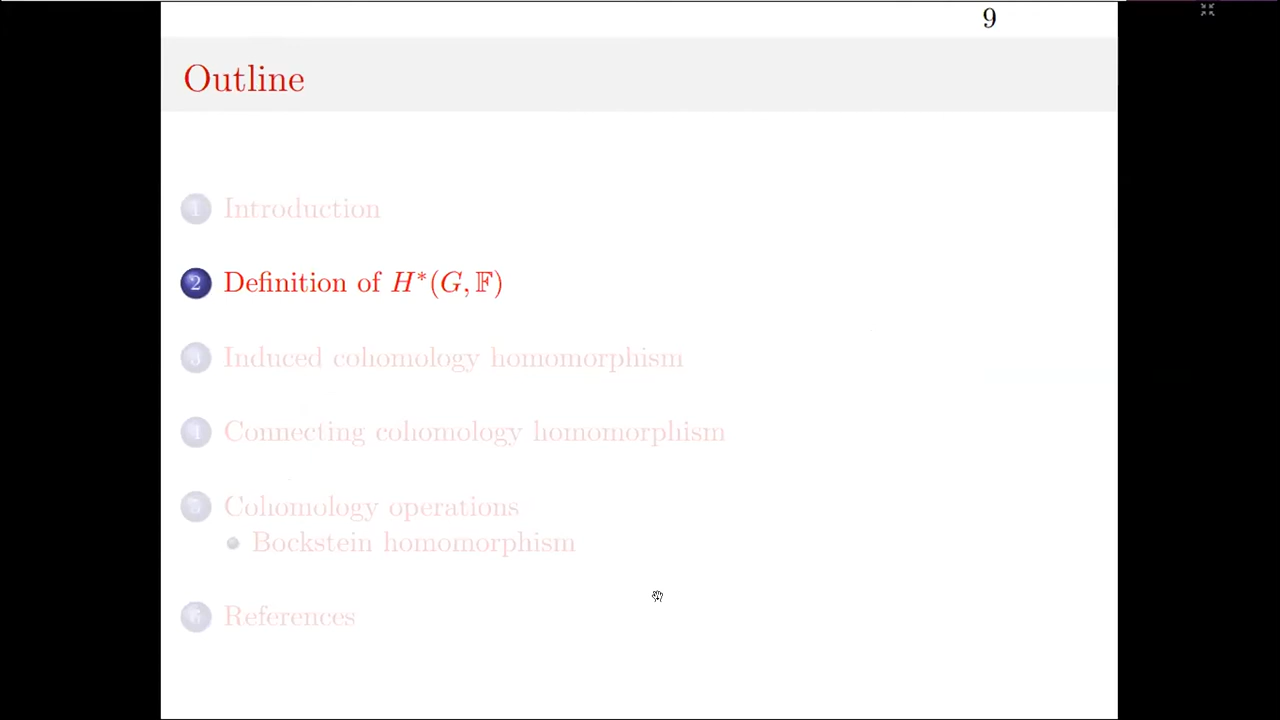 9
Outline
1 Introduction
2 Definition of H*(G, 𝔽)
3 Induced cohomology homomorphism
4 Connecting cohomology homomorphism
5 Cohomology operations
Bockstein homomorphism
6 References